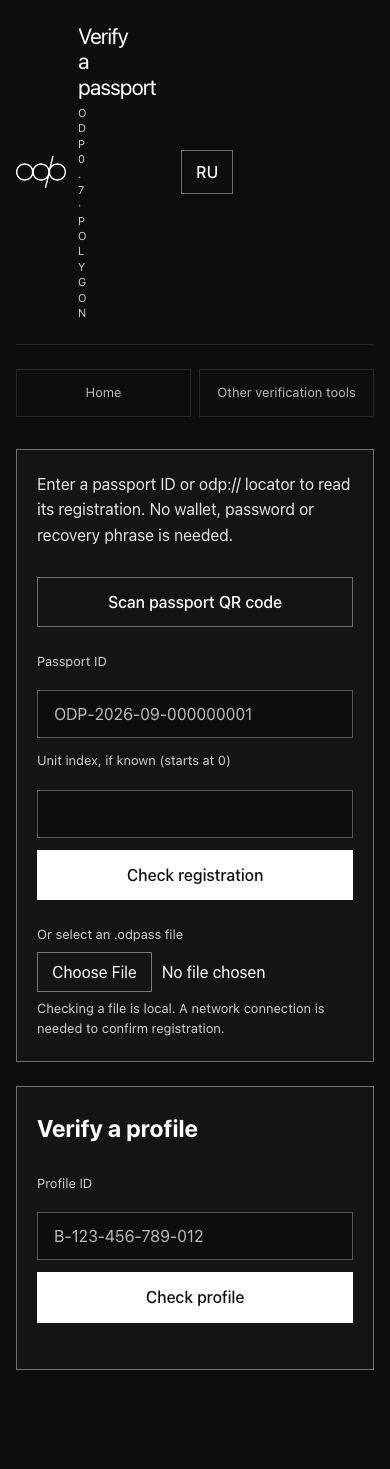 Verify
a
passport
O
D
P
0
.
7
·
P
O
L
Y
G
O
N
odp
RU
Home
Other verification tools
Enter a passport ID or odp:// locator to read
its registration. No wallet, password or
recovery phrase is needed.
Scan passport QR code
Passport ID
ODP-2026-09-000000001
Unit index, if known (starts at 0)
Check registration
Or select an .odpass file
Choose File No file chosen
Checking a file is local. A network connection is
needed to confirm registration.
Verify a profile
Profile ID
B-123-456-789-012
Check profile